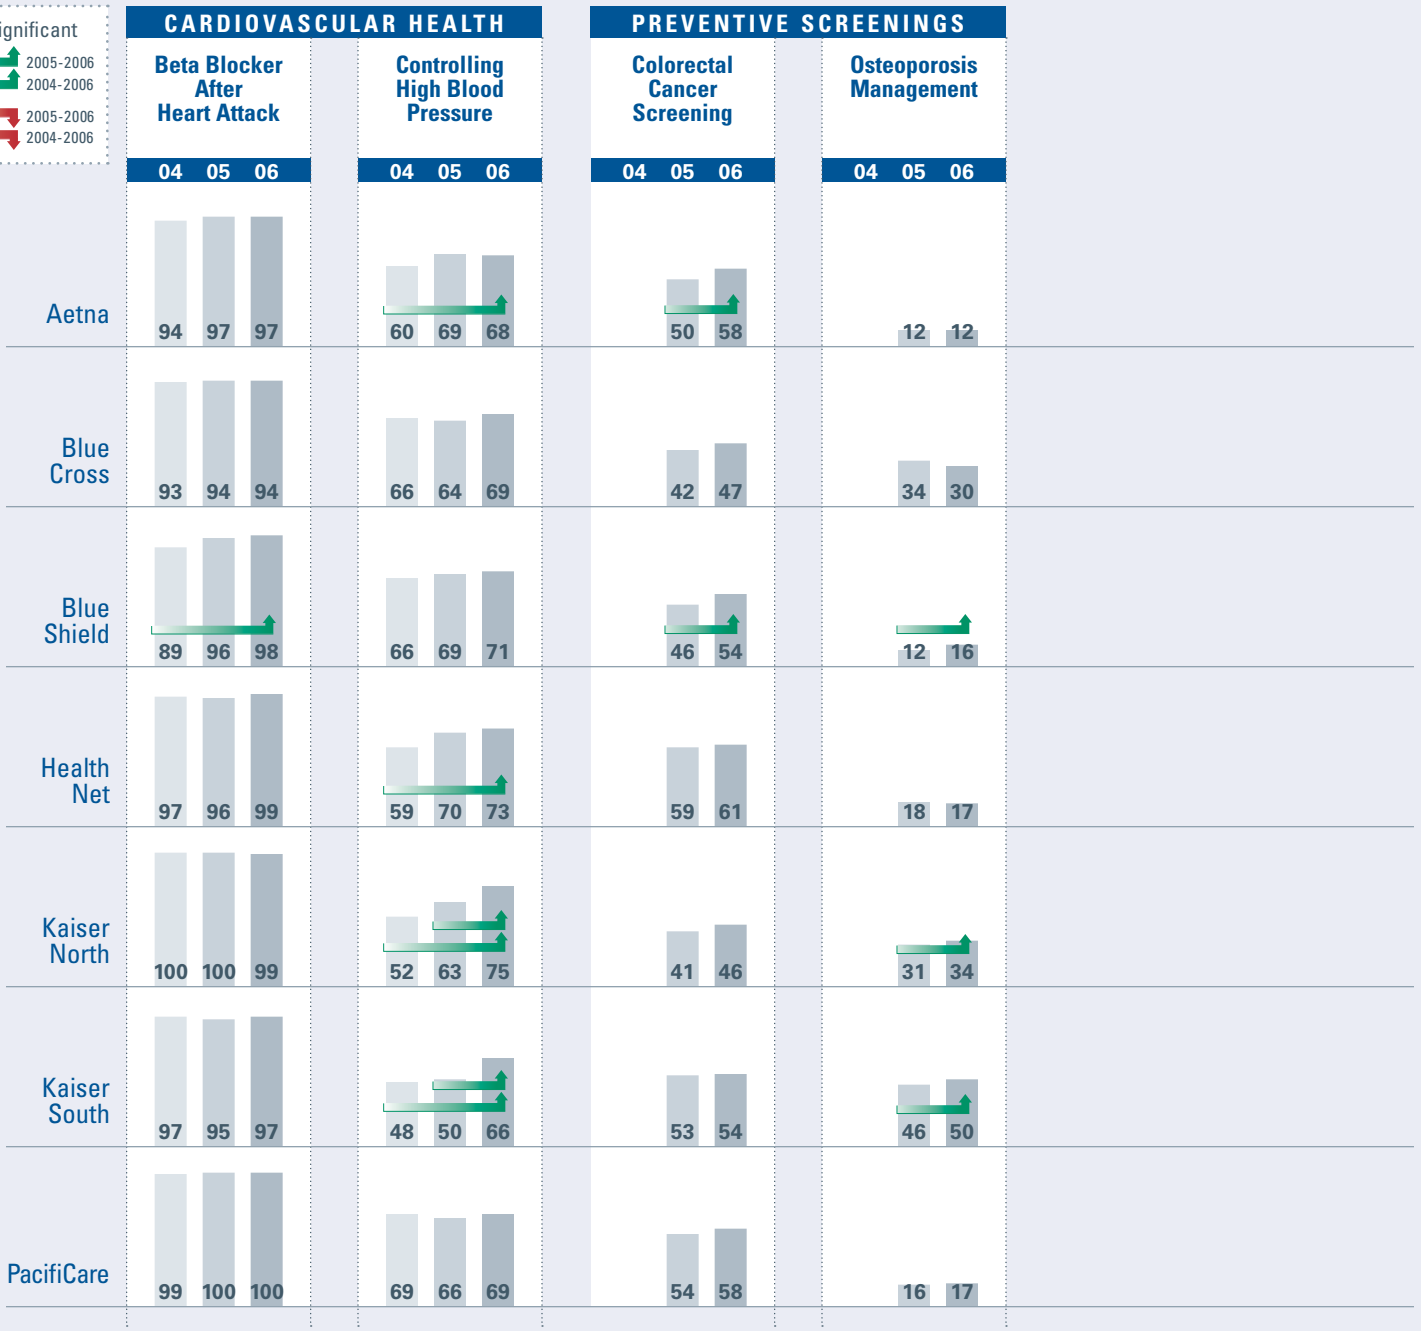 2005-2006
2004-2006
2005-2006
2004-2006
CARDIOVASCULAR HEALTH
PREVENTIVE SCREENINGS
Beta Blocker
After
Heart Attack
Controlling
High Blood
Pressure
Colorectal
Cancer
Screening
Osteoporosis
Management
04 05 06
04 05 06
04 05 06
04 05 06
Aetna
94 97 97
60 69 68
50 58
12 12
Blue
Cross
93 94 94
66 64 69
42 47
34 30
Blue
Shield
89 96 98
66 69 71
46 54
12 16
Health
Net
97 96 99
59 70 73
59 61
18 17
Kaiser
North
100 100 99
52 63 75
41 46
31 34
Kaiser
South
97 95 97
48 50 66
53 54
46 50
PacifiCare
99 100 100
69 66 69
54 58
16 17